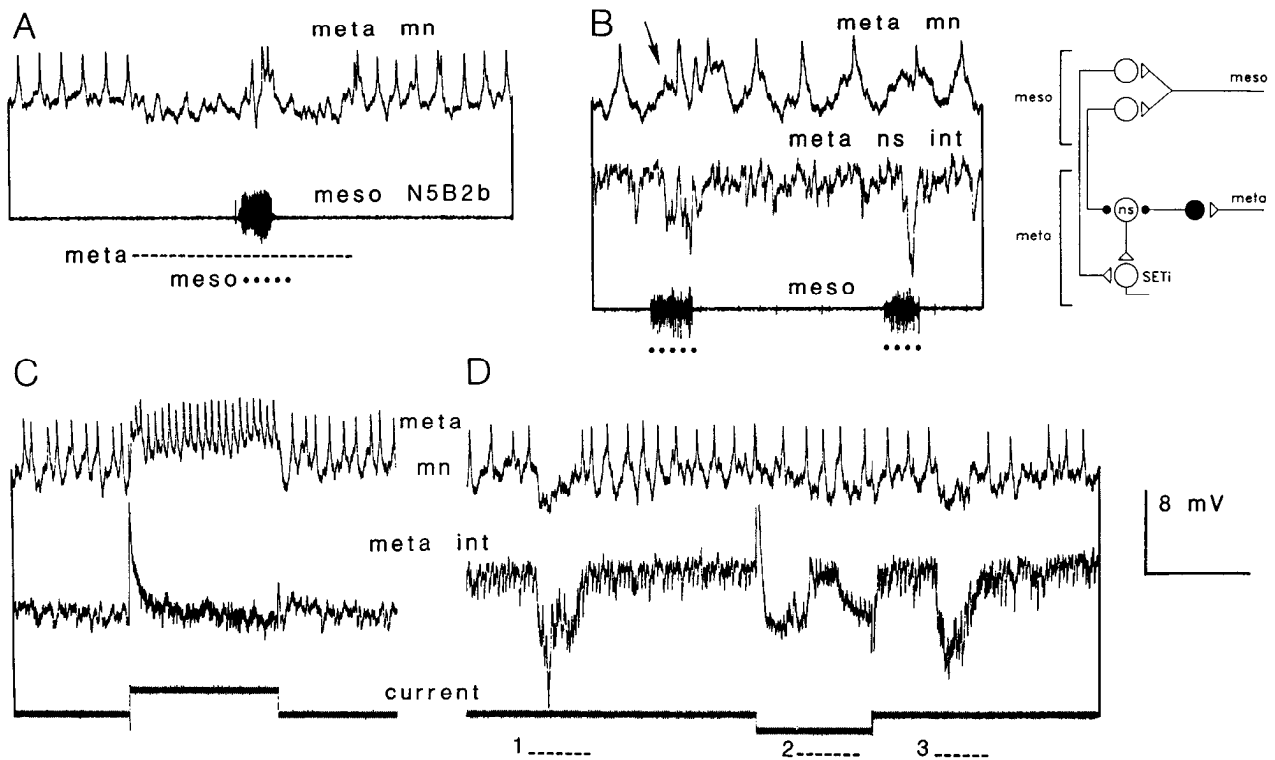 A
meta mn
meso N5B2b
meta
meso
B
meta mn
meta ns int
meso
meso
meso
meta
ns
meta
SETi
C
meta
mn
meta int
current
D
1
2
3
8 mV